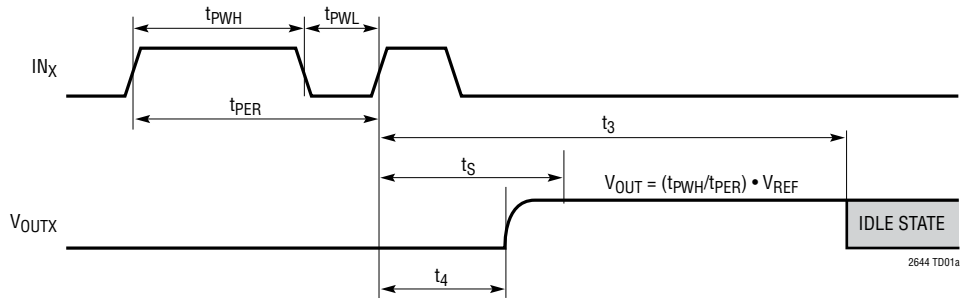 tPWH
tPWL
INX
tPER
t3
tS
VOUT = (tPWH/tPER) • VREF
VOUTX
IDLE STATE
2644 TD01a
t4